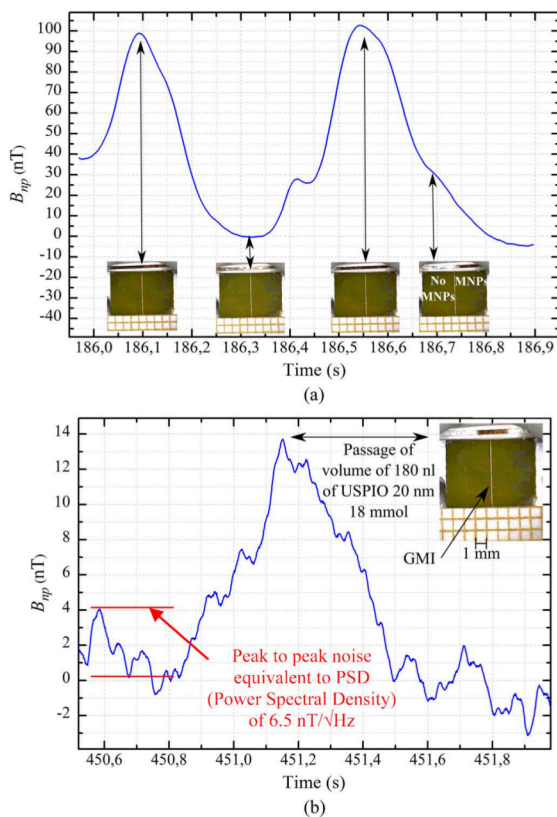 100
90
80
70
60
50
40
30
20
10
0
-10
-20
-30
-40
B_np (nT)
No MNPs
MNPs
186,0 186,1 186,2 186,3 186,4 186,5 186,6 186,7 186,8 186,9
Time (s)
(a)
14
12
10
8
6
4
2
0
-2
B_np (nT)
Passage of
volume of 180 nl
of USPIO 20 nm
18 mmol
GMI
1 mm
Peak to peak noise
equivalent to PSD
(Power Spectral Density)
of 6.5 nT/√Hz
450,6 450,8 451,0 451,2 451,4 451,6 451,8
Time (s)
(b)